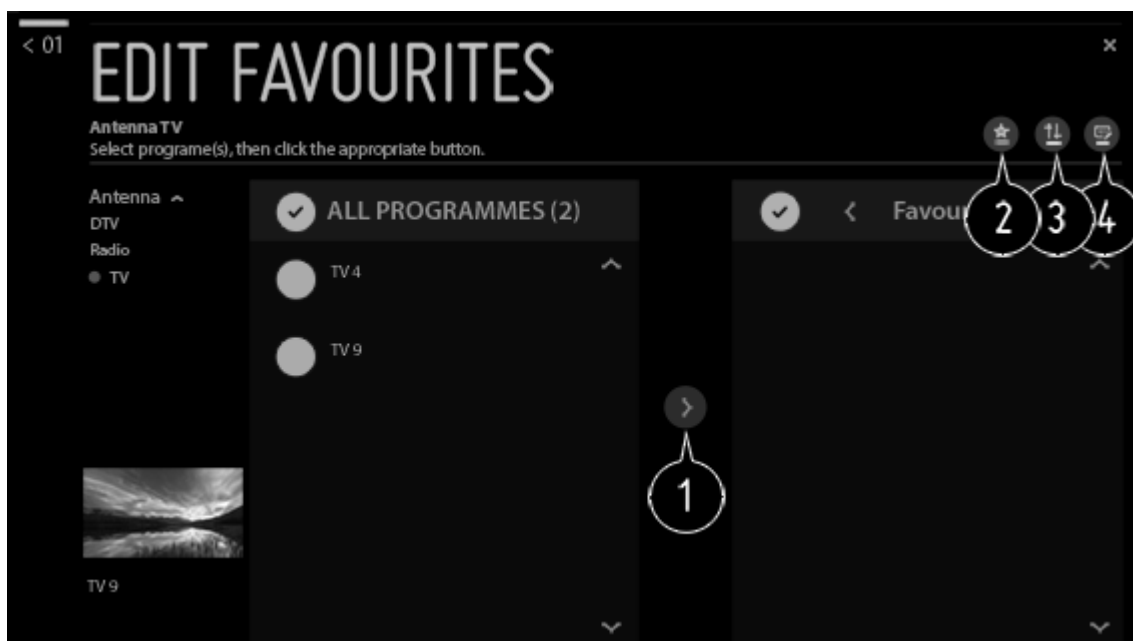 < 01
EDIT FAVOURITES
×
Antenna TV
Select programe(s), then click the appropriate button.
Antenna
DTV
Radio
TV
ALL PROGRAMMES (2)
TV 4
TV 9
< Favour
2
3
4
1
TV 9